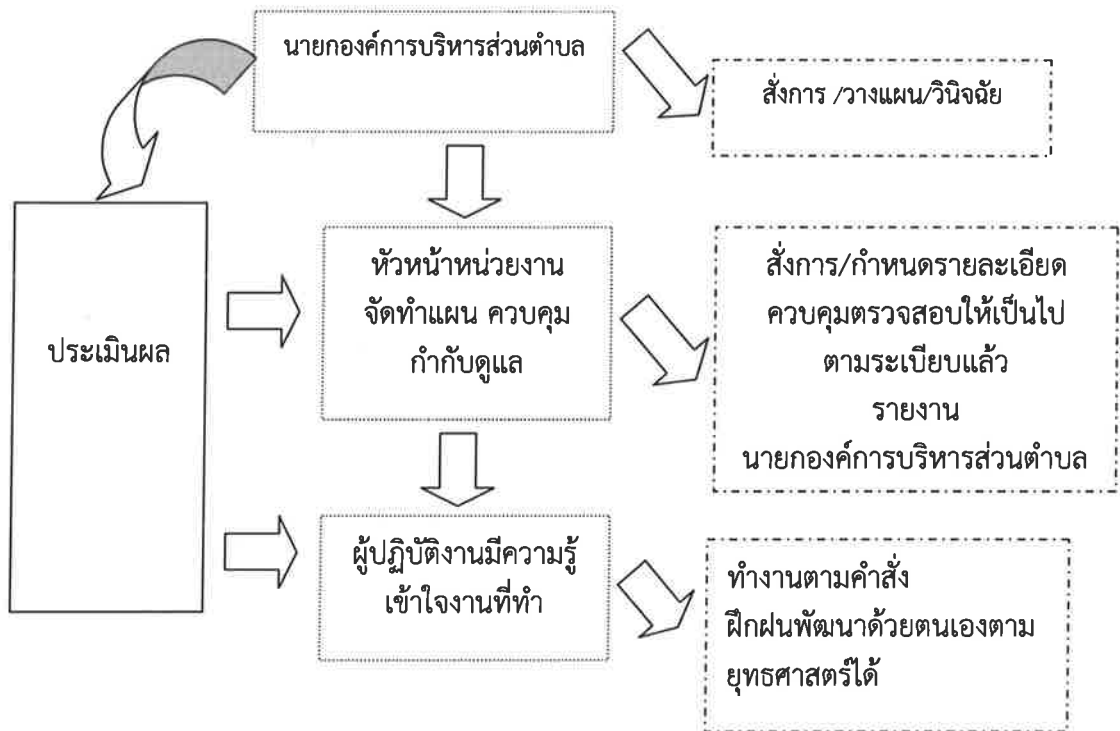 นายกองค์การบริหารส่วนตำบล
สั่งการ /วางแผน/วินิจฉัย
ประเมินผล
หัวหน้าหน่วยงาน
จัดทำแผน ควบคุม
กำกับดูแล
สั่งการ/กำหนดรายละเอียด
ควบคุมตรวจสอบให้เป็นไป
ตามระเบียบแล้ว
รายงาน
นายกองค์การบริหารส่วนตำบล
ผู้ปฏิบัติงานมีความรู้
เข้าใจงานที่ทำ
ทำงานตามคำสั่ง
ฝึกฝนพัฒนาด้วยตนเองตาม
ยุทธศาสตร์ได้